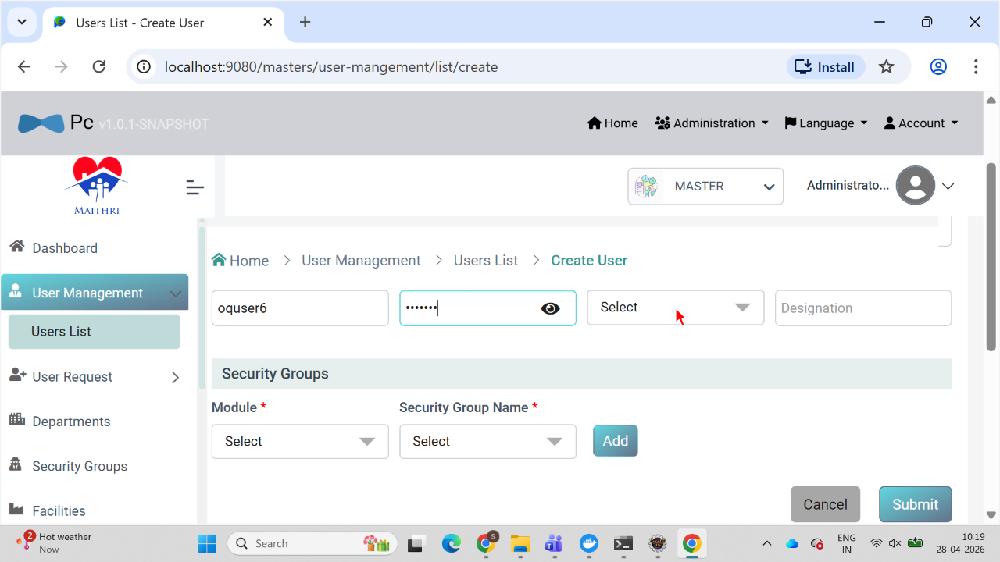 Users List - Create User
localhost:9080/masters/user-mangement/list/create
Install
Pc v1.0.1-SNAPSHOT
Home
Administration
Language
Account
MAITHRI
MASTER
Administrato...
Dashboard
User Management
Users List
User Request
Departments
Security Groups
Facilities
Home > User Management > Users List > Create User
oquser6
•••••••
Select
Designation
Security Groups
Module *
Security Group Name *
Select
Select
Add
Cancel
Submit
2
Hot weather
Now
Search
S
ENG
IN
10:19
28-04-2026